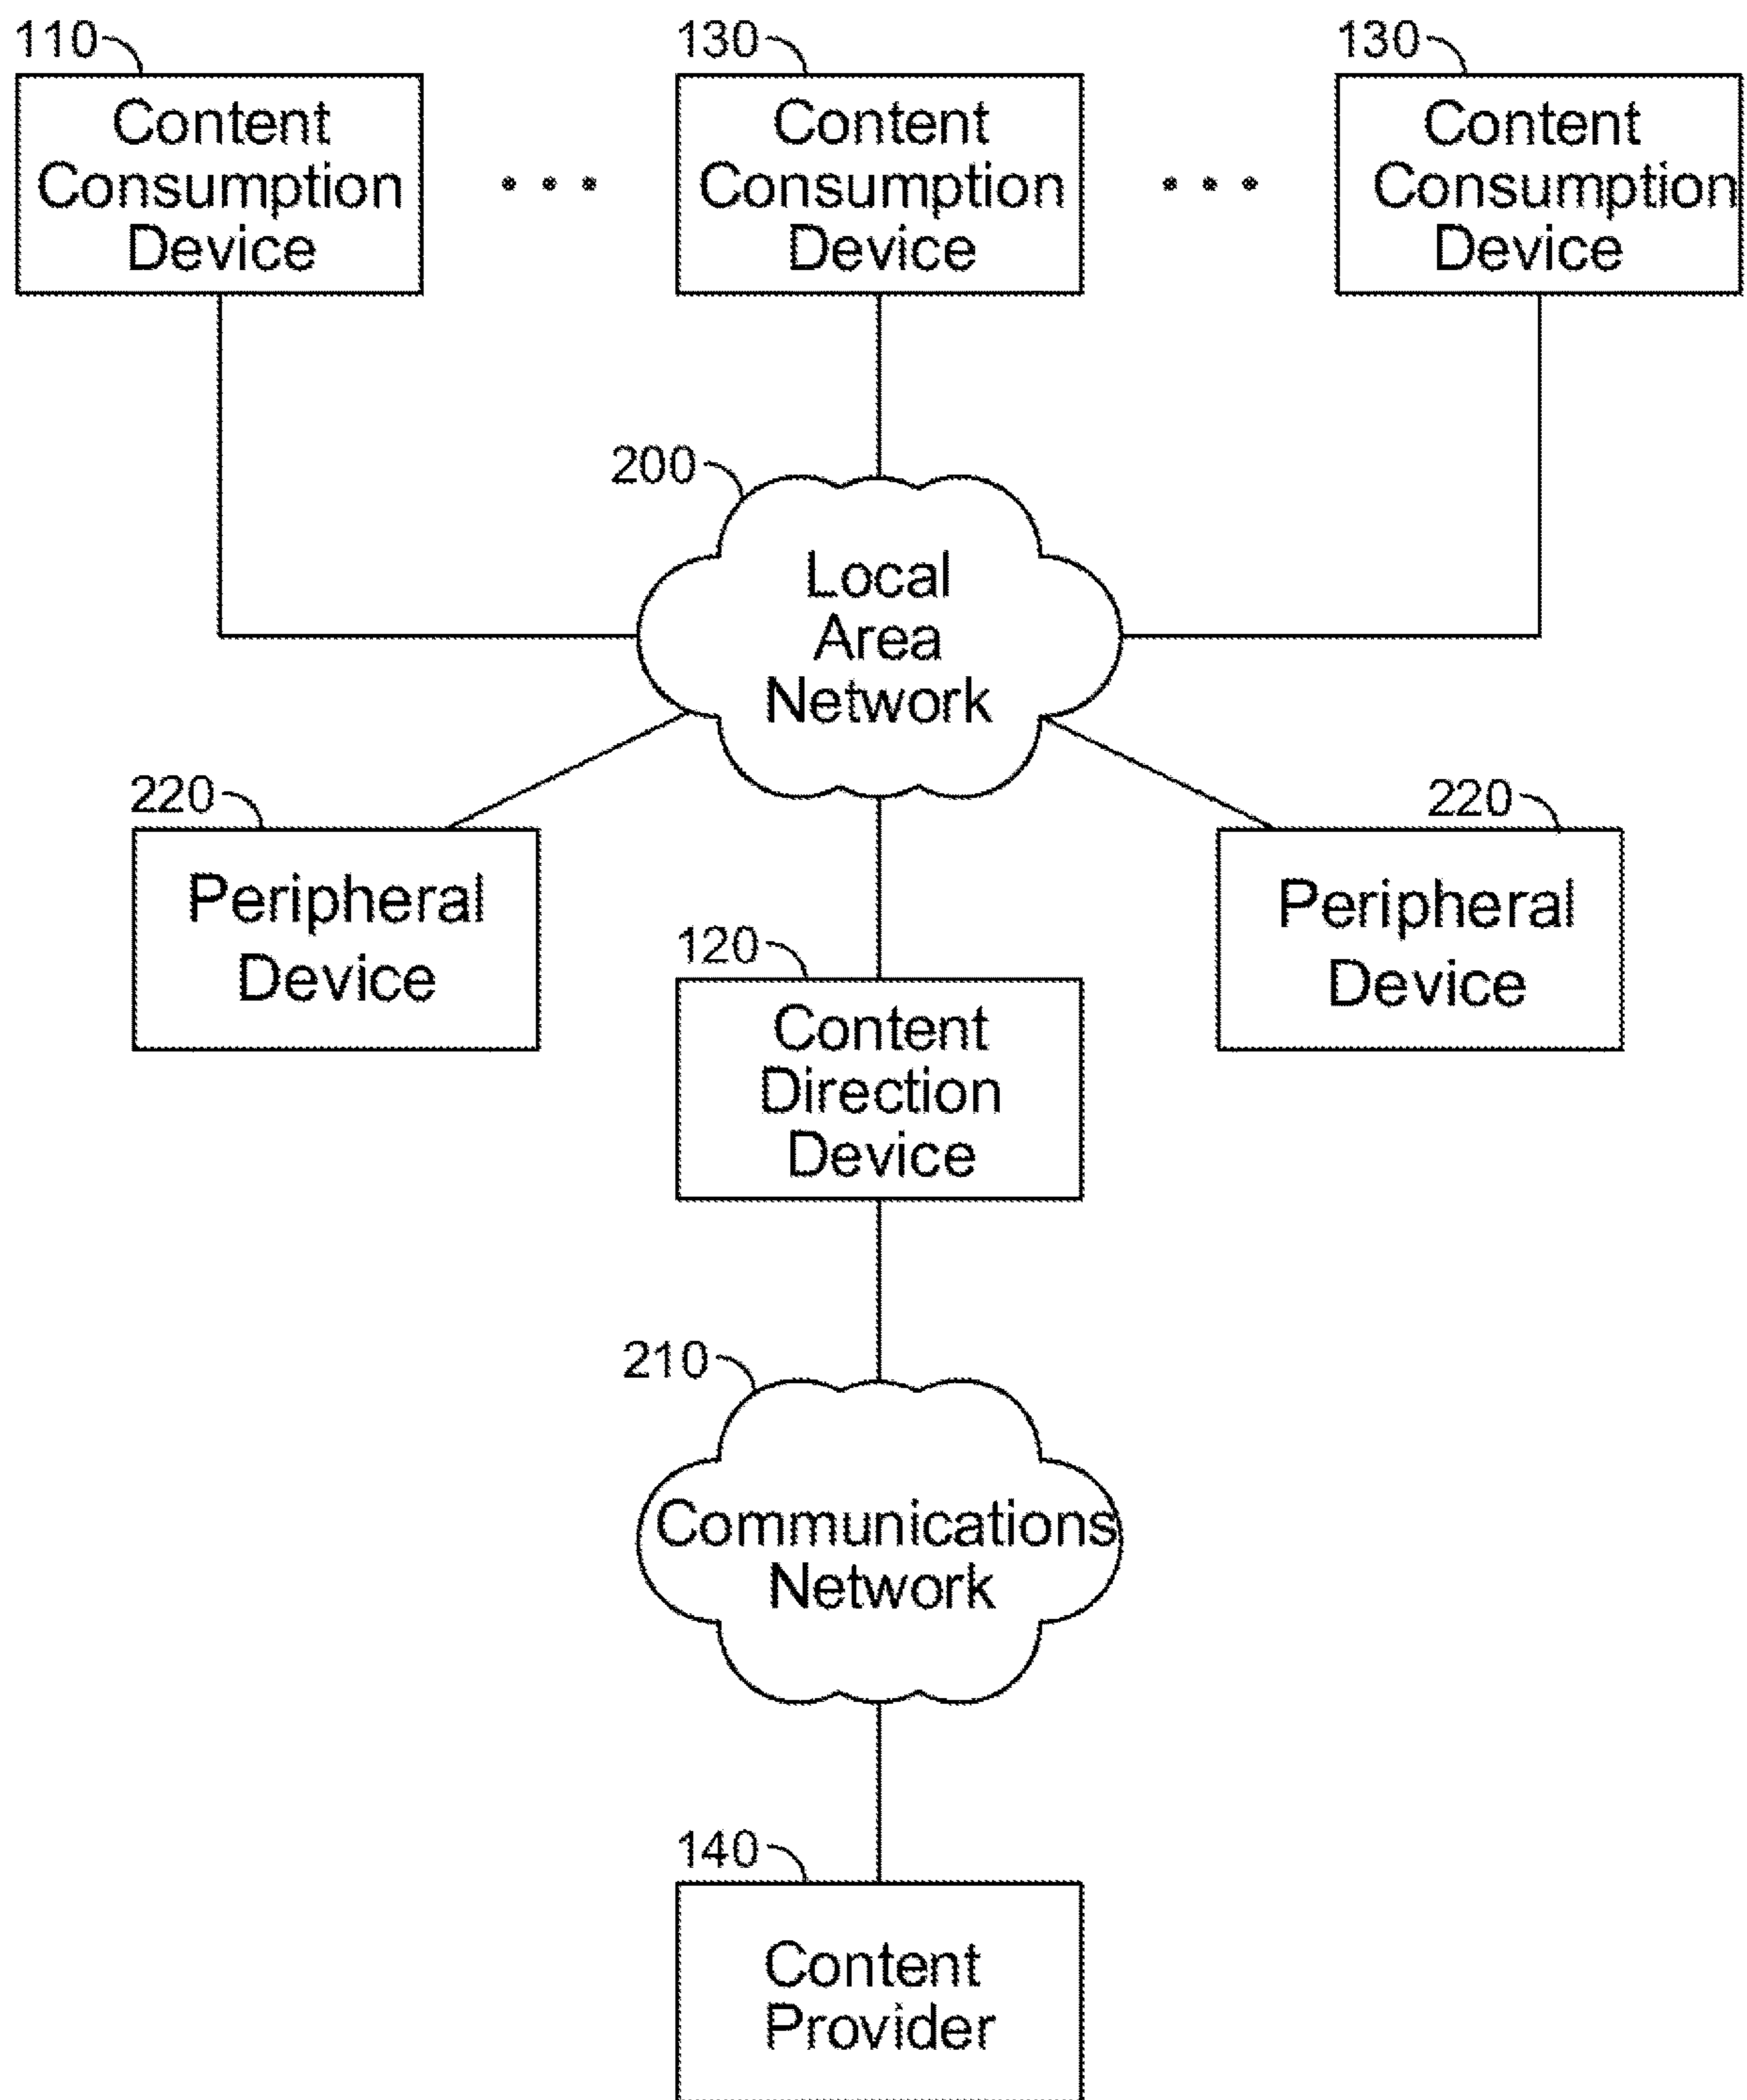 110
130
130
Content
Consumption
Device
Content
Consumption
Device
Content
Consumption
Device
200
Local
Area
Network
220
Peripheral
Device
220
Peripheral
Device
120
Content
Direction
Device
210
Communications
Network
140
Content
Provider